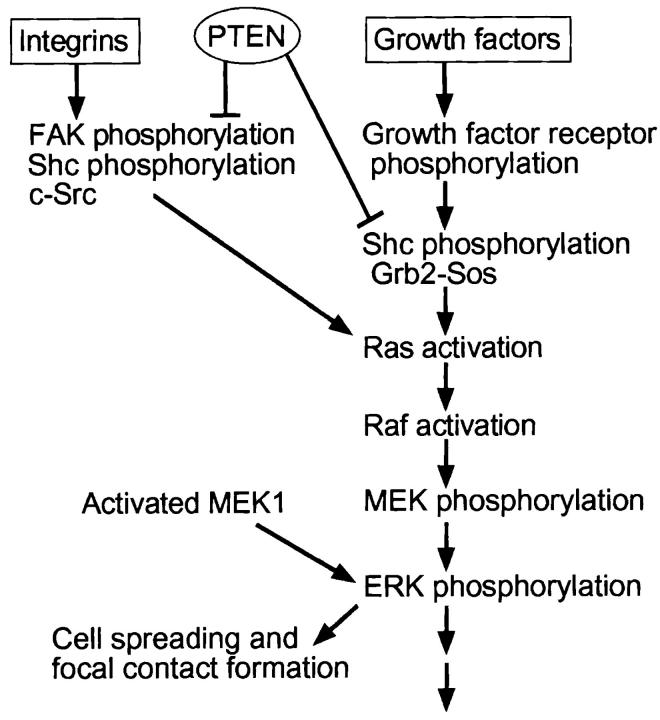 Integrins
PTEN
Growth factors
FAK phosphorylation
Shc phosphorylation
c-Src
Growth factor receptor
phosphorylation
Shc phosphorylation
Grb2-Sos
Ras activation
Raf activation
Activated MEK1
MEK phosphorylation
ERK phosphorylation
Cell spreading and
focal contact formation